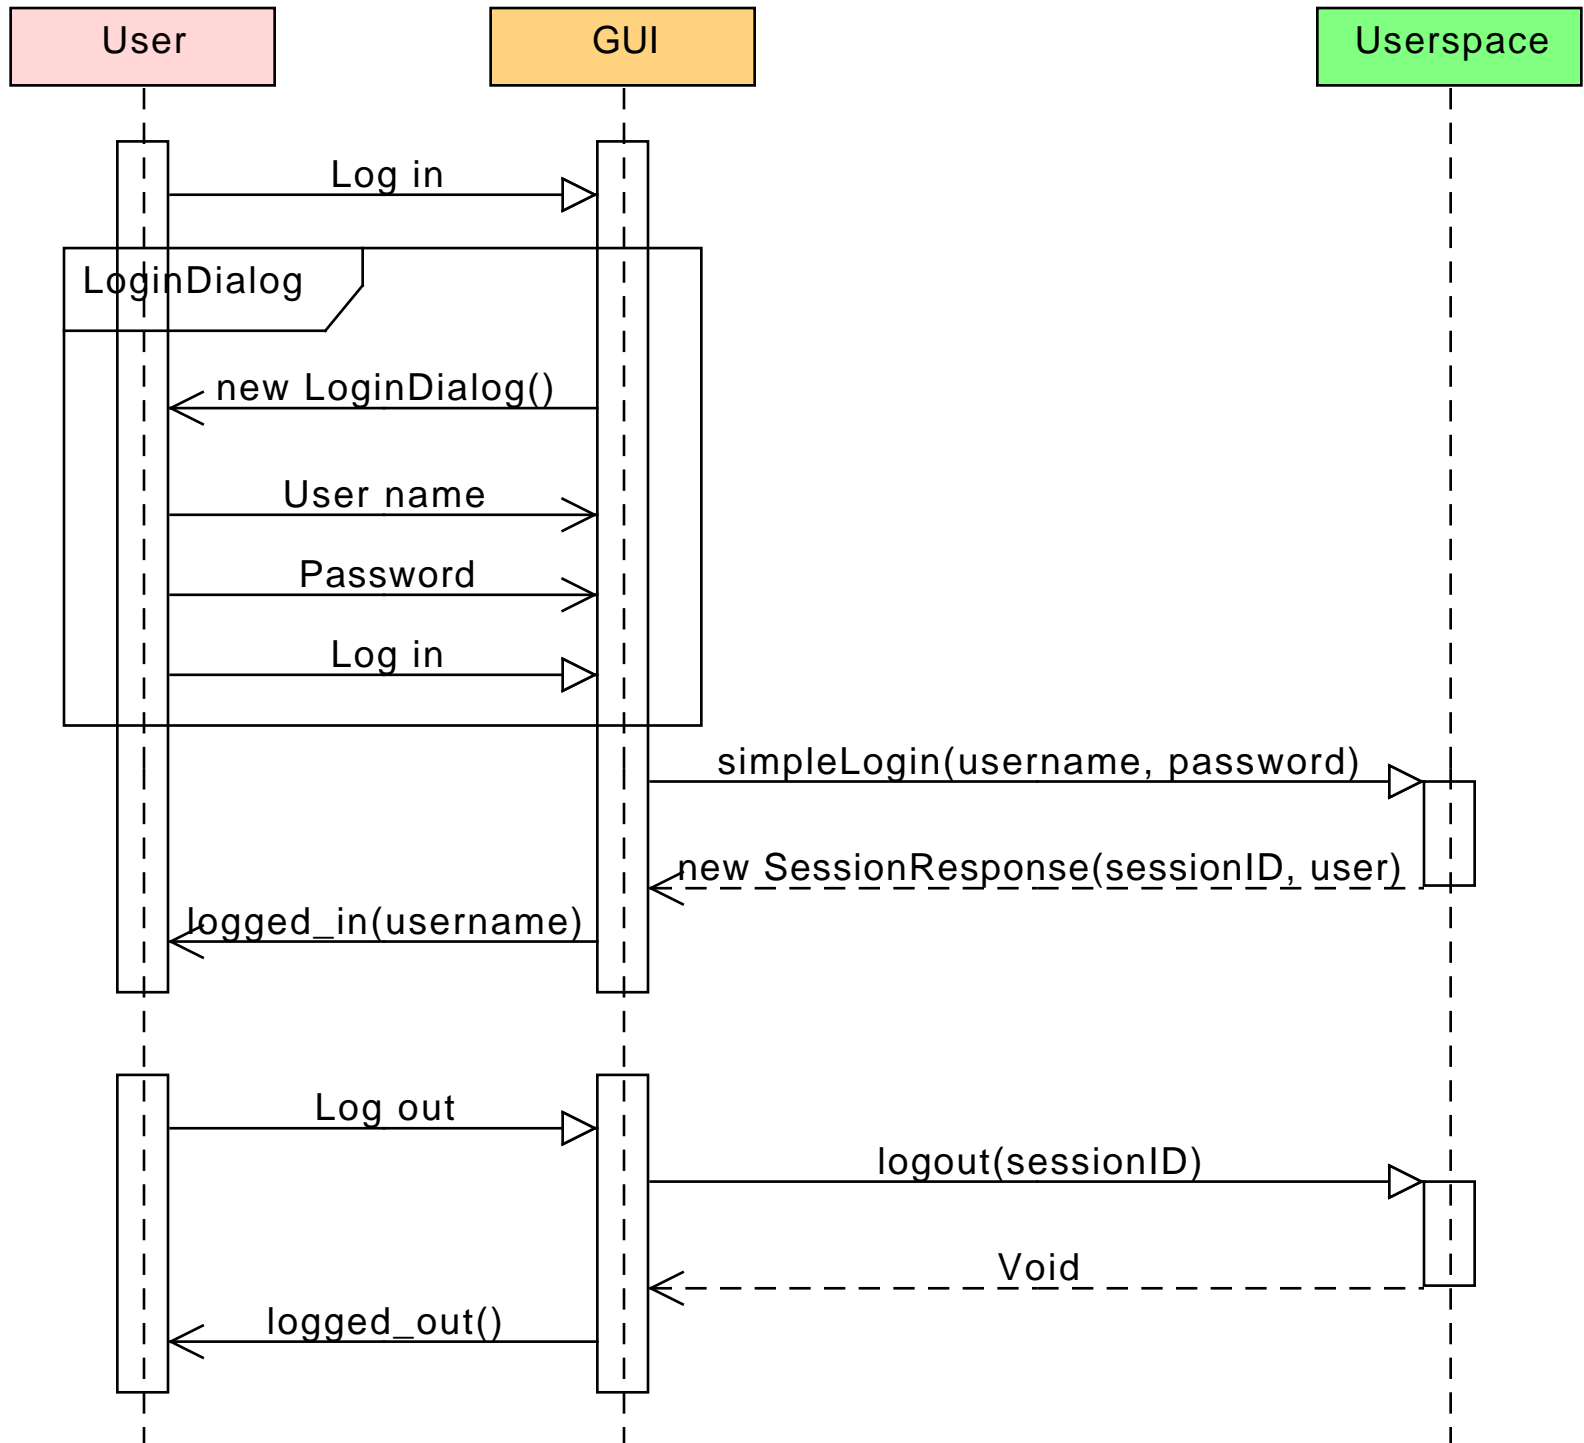 User
GUI
Userspace
Log in
LoginDialog
new LoginDialog()
User name
Password
Log in
simpleLogin(username, password)
new SessionResponse(sessionID, user)
logged_in(username)
Log out
logout(sessionID)
Void
logged_out()